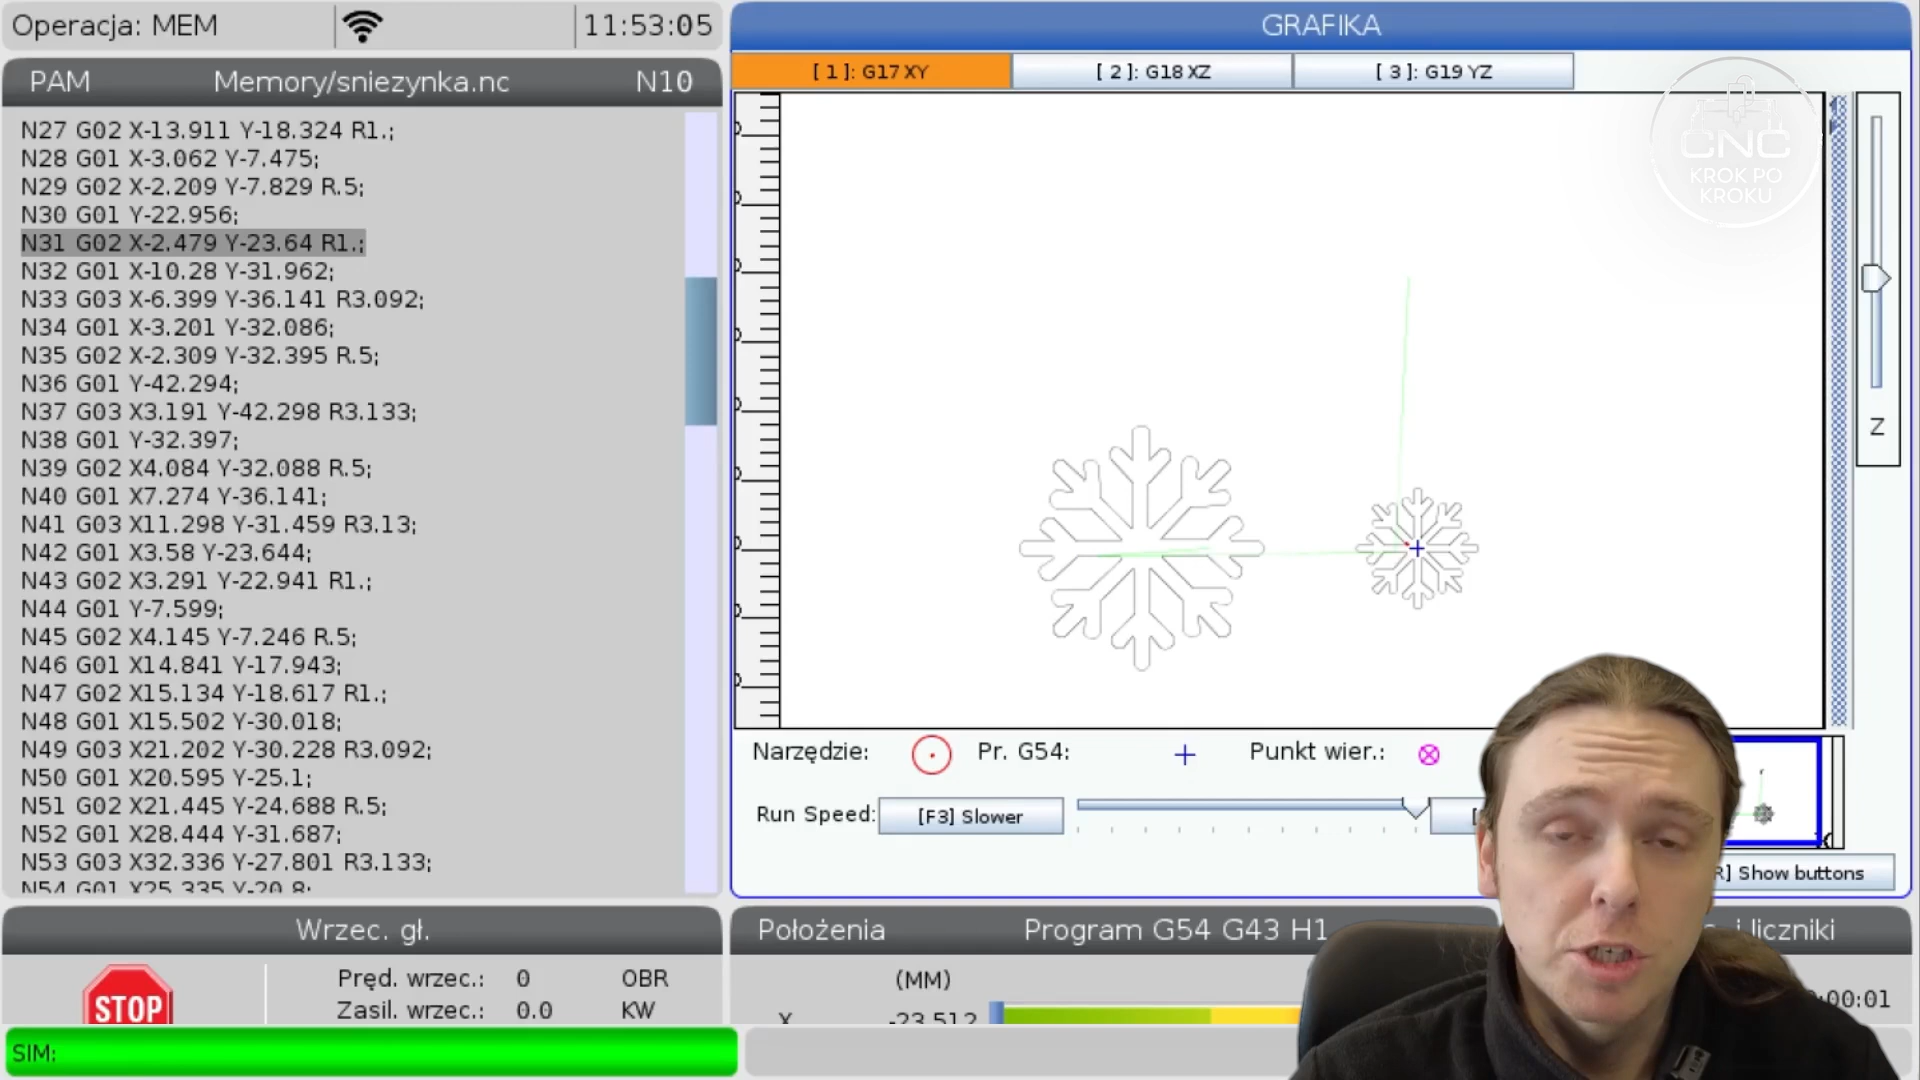 Operacja: MEM
11:53:05
PAM Memory/sniezynka.nc N10
N27 G02 X-13.911 Y-18.324 R1.;
N28 G01 X-3.062 Y-7.475;
N29 G02 X-2.209 Y-7.829 R.5;
N30 G01 Y-22.956;
N31 G02 X-2.479 Y-23.64 R1.;
N32 G01 X-10.28 Y-31.962;
N33 G03 X-6.399 Y-36.141 R3.092;
N34 G01 X-3.201 Y-32.086;
N35 G02 X-2.309 Y-32.395 R.5;
N36 G01 Y-42.294;
N37 G03 X3.191 Y-42.298 R3.133;
N38 G01 Y-32.397;
N39 G02 X4.084 Y-32.088 R.5;
N40 G01 X7.274 Y-36.141;
N41 G03 X11.298 Y-31.459 R3.13;
N42 G01 X3.58 Y-23.644;
N43 G02 X3.291 Y-22.941 R1.;
N44 G01 Y-7.599;
N45 G02 X4.145 Y-7.246 R.5;
N46 G01 X14.841 Y-17.943;
N47 G02 X15.134 Y-18.617 R1.;
N48 G01 X15.502 Y-30.018;
N49 G03 X21.202 Y-30.228 R3.092;
N50 G01 X20.595 Y-25.1;
N51 G02 X21.445 Y-24.688 R.5;
N52 G01 X28.444 Y-31.687;
N53 G03 X32.336 Y-27.801 R3.133;
N54 G01 X25.335 Y-20.8;
GRAFIKA
[ 1 ]: G17 XY
[ 2 ]: G18 XZ
[ 3 ]: G19 YZ
CNC
KROK PO
KROKU
Z
Narzędzie:
Pr. G54:
Punkt wier.:
Run Speed:
[F3] Slower
[
R] Show buttons
Wrzec. gł.
STOP
Pręd. wrzec.: 0 OBR
Zasil. wrzec.: 0.0 KW
SIM:
Położenia Program G54 G43 H1
(MM)
X -23.512
i liczniki
:00:01